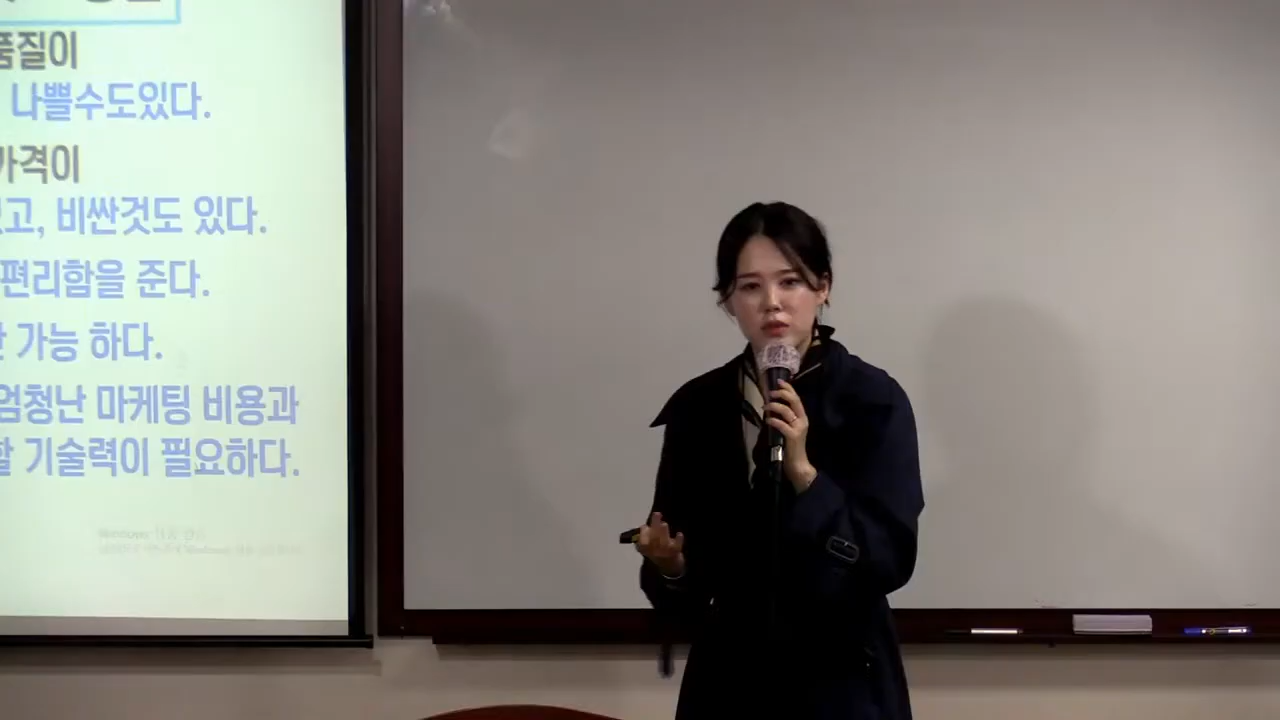 품질이
나쁠수도있다.
가격이
고, 비싼것도 있다.
편리함을 준다.
가능 하다.
엄청난 마케팅 비용과
기술력이 필요하다.
Windows